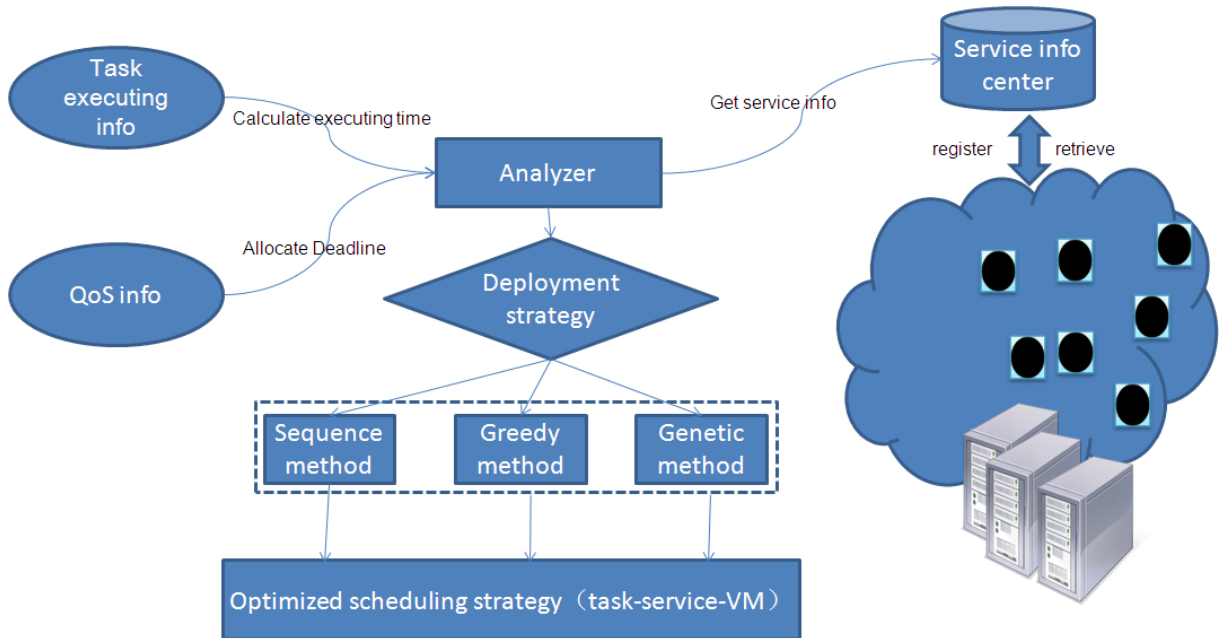 Task
executing
info
Calculate executing time
Get service info
Service info
center
register
retrieve
Analyzer
Allocate Deadline
QoS info
Deployment
strategy
Sequence
method
Greedy
method
Genetic
method
Optimized scheduling strategy（task-service-VM）